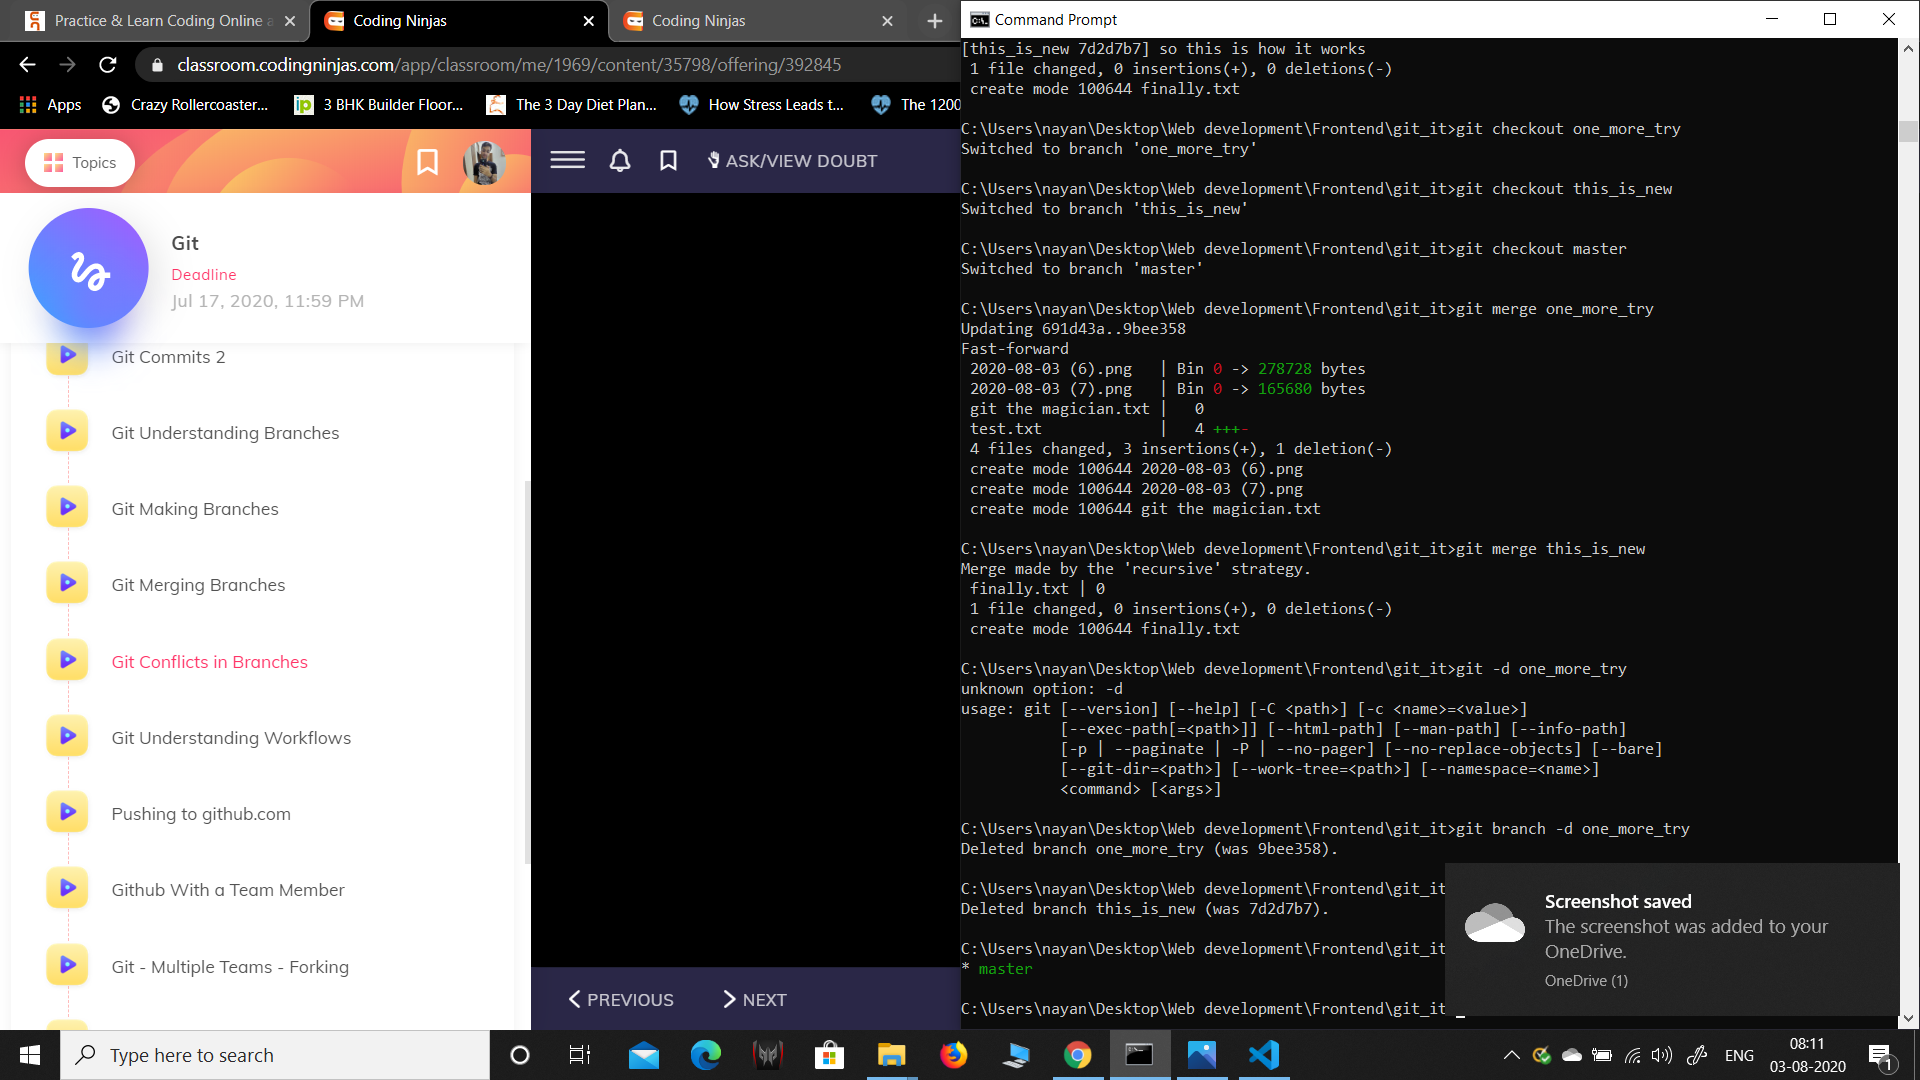 Practice & Learn Coding Online a
Coding Ninjas
Coding Ninjas
classroom.codingninjas.com/app/classroom/me/1969/content/35798/offering/392845
Apps
Crazy Rollercoaster...
3 BHK Builder Floor...
The 3 Day Diet Plan...
How Stress Leads t...
The 1200
Topics
ASK/VIEW DOUBT
Git
Deadline
Jul 17, 2020, 11:59 PM
Git Commits 2
Git Understanding Branches
Git Making Branches
Git Merging Branches
Git Conflicts in Branches
Git Understanding Workflows
Pushing to github.com
Github With a Team Member
Git - Multiple Teams - Forking
PREVIOUS
NEXT
Command Prompt
[this_is_new 7d2d7b7] so this is how it works
1 file changed, 0 insertions(+), 0 deletions(-)
create mode 100644 finally.txt
C:\Users\nayan\Desktop\Web development\Frontend\git_it>git checkout one_more_try
Switched to branch 'one_more_try'
C:\Users\nayan\Desktop\Web development\Frontend\git_it>git checkout this_is_new
Switched to branch 'this_is_new'
C:\Users\nayan\Desktop\Web development\Frontend\git_it>git checkout master
Switched to branch 'master'
C:\Users\nayan\Desktop\Web development\Frontend\git_it>git merge one_more_try
Updating 691d43a..9bee358
Fast-forward
2020-08-03 (6).png | Bin 0 -> 278728 bytes
2020-08-03 (7).png | Bin 0 -> 165680 bytes
git the magician.txt | 0
test.txt | 4 +++-
4 files changed, 3 insertions(+), 1 deletion(-)
create mode 100644 2020-08-03 (6).png
create mode 100644 2020-08-03 (7).png
create mode 100644 git the magician.txt
C:\Users\nayan\Desktop\Web development\Frontend\git_it>git merge this_is_new
Merge made by the 'recursive' strategy.
finally.txt | 0
1 file changed, 0 insertions(+), 0 deletions(-)
create mode 100644 finally.txt
C:\Users\nayan\Desktop\Web development\Frontend\git_it>git -d one_more_try
unknown option: -d
usage: git [--version] [--help] [-C <path>] [-c <name>=<value>]
[--exec-path[=<path>]] [--html-path] [--man-path] [--info-path]
[-p | --paginate | -P | --no-pager] [--no-replace-objects] [--bare]
[--git-dir=<path>] [--work-tree=<path>] [--namespace=<name>]
<command> [<args>]
C:\Users\nayan\Desktop\Web development\Frontend\git_it>git branch -d one_more_try
Deleted branch one_more_try (was 9bee358).
C:\Users\nayan\Desktop\Web development\Frontend\git_it
Deleted branch this_is_new (was 7d2d7b7).
C:\Users\nayan\Desktop\Web development\Frontend\git_it
* master
C:\Users\nayan\Desktop\Web development\Frontend\git_it
Screenshot saved
The screenshot was added to your
OneDrive.
OneDrive (1)
Type here to search
ENG
08:11
03-08-2020
1